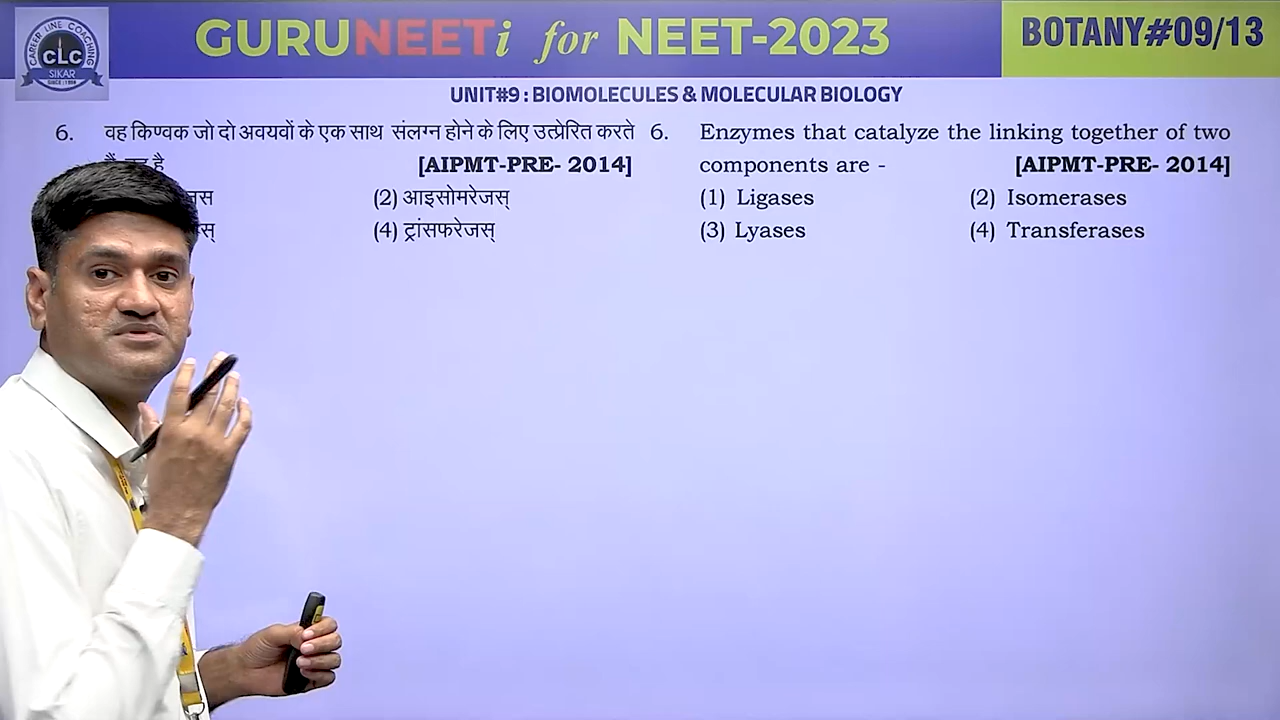 GURUNEETi for NEET-2023
BOTANY#09/13
CAREER LINE COACHING
CLC
SIKAR
SINCE : 1996
UNIT#9 : BIOMOLECULES & MOLECULAR BIOLOGY
6. वह किण्वक जो दो अवयवों के एक साथ संलग्न होने के लिए उत्प्रेरित करते
है [AIPMT-PRE- 2014]
(2) आइसोमरेजस्
(4) ट्रांसफरेजस्
6. Enzymes that catalyze the linking together of two
components are - [AIPMT-PRE- 2014]
(1) Ligases (2) Isomerases
(3) Lyases (4) Transferases